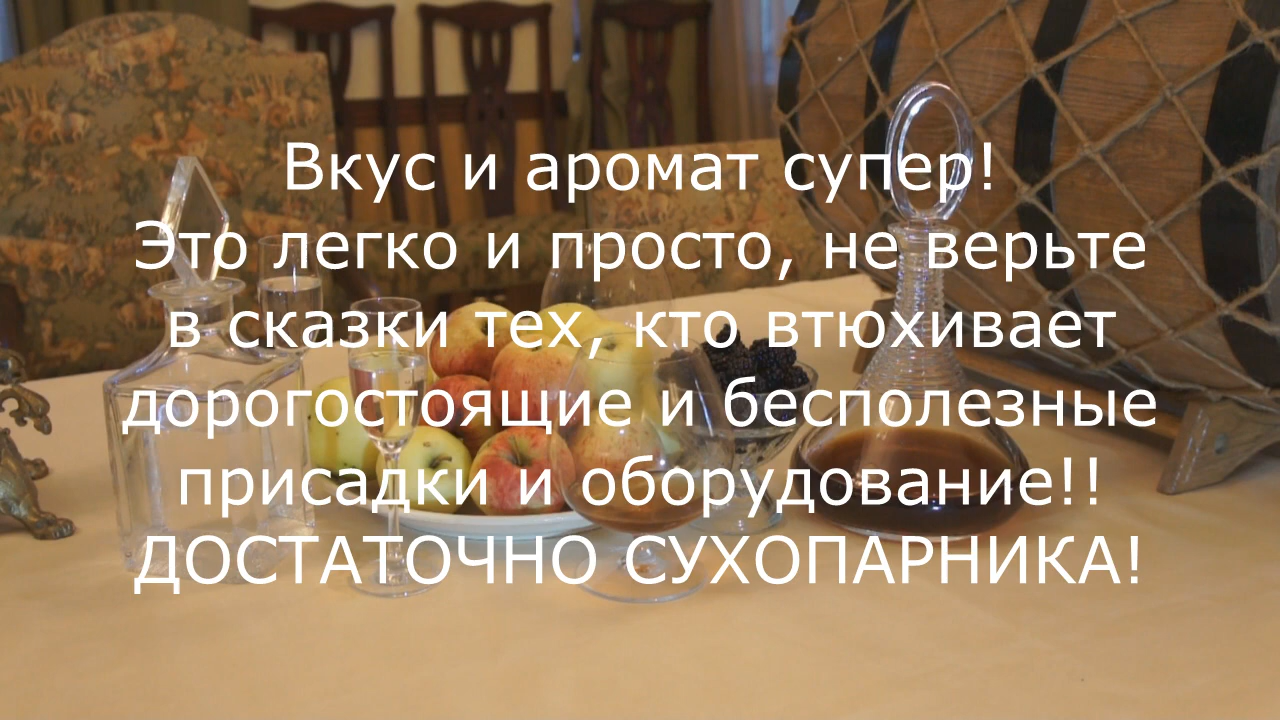 Вкус и аромат супер!
Это легко и просто, не верьте
в сказки тех, кто втюхивает
дорогостоящие и бесполезные
присадки и оборудование!!
ДОСТАТОЧНО СУХОПАРНИКА!